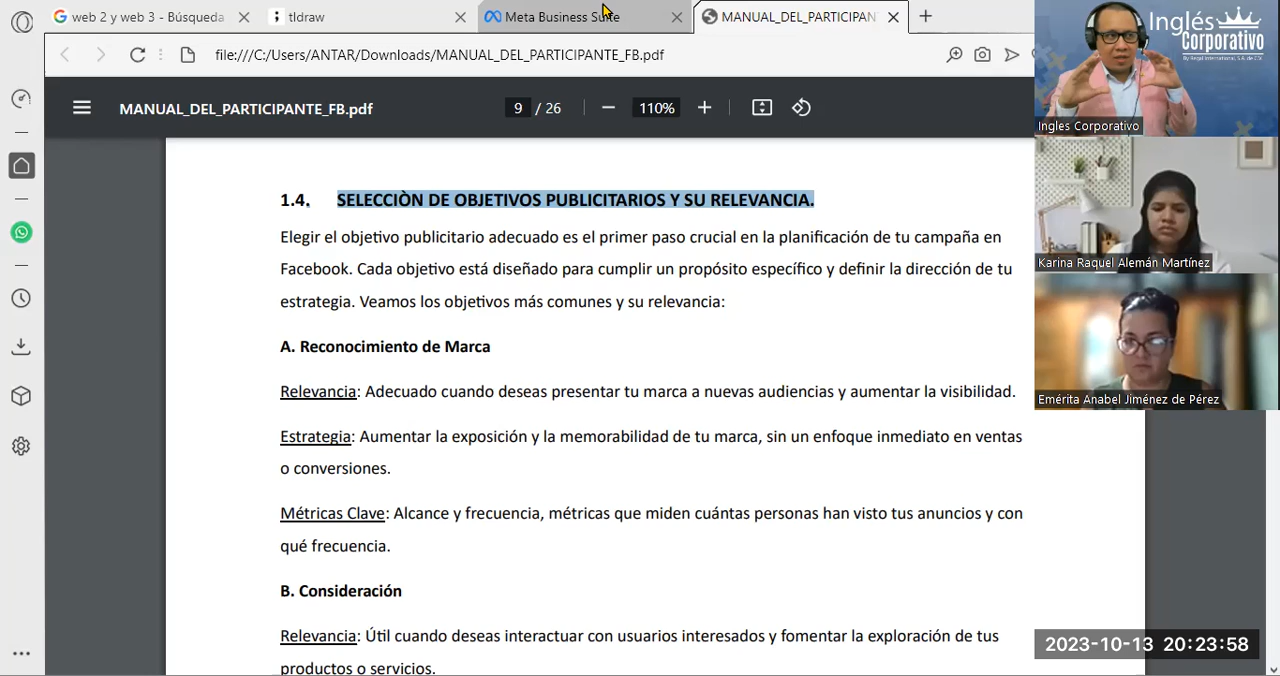 web 2 y web 3 - Búsqueda
tldraw
Meta Business Suite
MANUAL_DEL_PARTICIPAN
file:///C:/Users/ANTAR/Downloads/MANUAL_DEL_PARTICIPANTE_FB.pdf
MANUAL_DEL_PARTICIPANTE_FB.pdf
9 / 26
110%
1.4. SELECCIÒN DE OBJETIVOS PUBLICITARIOS Y SU RELEVANCIA.
Elegir el objetivo publicitario adecuado es el primer paso crucial en la planificación de tu campaña en
Facebook. Cada objetivo está diseñado para cumplir un propósito específico y definir la dirección de tu
estrategia. Veamos los objetivos más comunes y su relevancia:
A. Reconocimiento de Marca
Relevancia: Adecuado cuando deseas presentar tu marca a nuevas audiencias y aumentar la visibilidad.
Estrategia: Aumentar la exposición y la memorabilidad de tu marca, sin un enfoque inmediato en ventas
o conversiones.
Métricas Clave: Alcance y frecuencia, métricas que miden cuántas personas han visto tus anuncios y con
qué frecuencia.
B. Consideración
Relevancia: Útil cuando deseas interactuar con usuarios interesados y fomentar la exploración de tus
productos o servicios.
Inglés
Corporativo
By Regal International, S.A. de C.V.
Ingles Corporativo
Karina Raquel Alemán Martínez
Emérita Anabel Jiménez de Pérez
2023-10-13 20:23:58